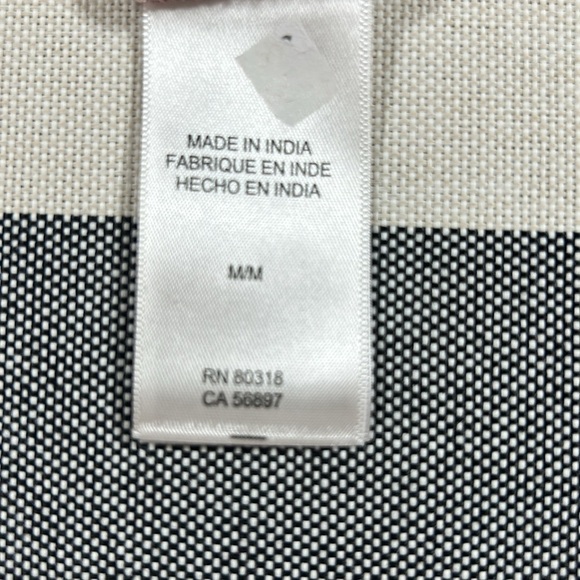 MADE IN INDIA
FABRIQUE EN INDE
HECHO EN INDIA
M/M
RN 80318
CA 56897